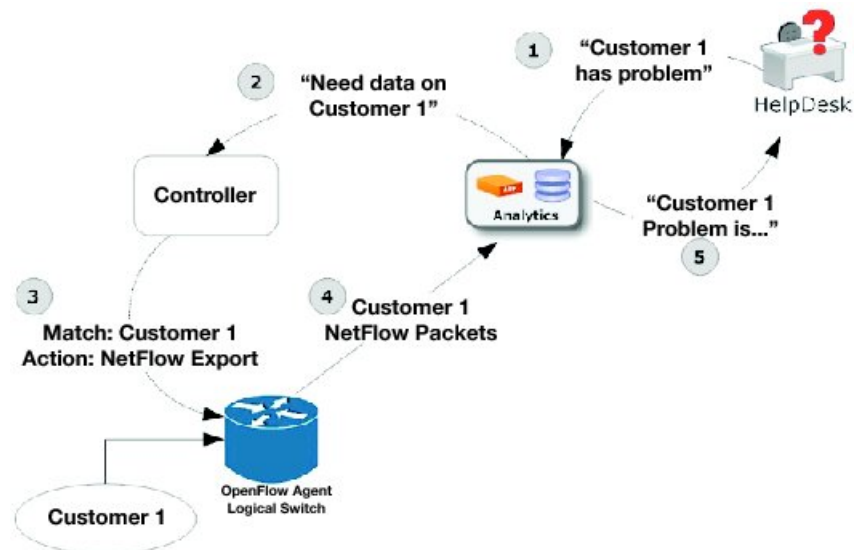 1
“Customer 1
has problem”
HelpDesk
2
“Need data on
Customer 1”
Controller
APP
Analytics
“Customer 1
Problem is...”
5
3
Match: Customer 1
Action: NetFlow Export
4
Customer 1
NetFlow Packets
OpenFlow Agent
Logical Switch
Customer 1